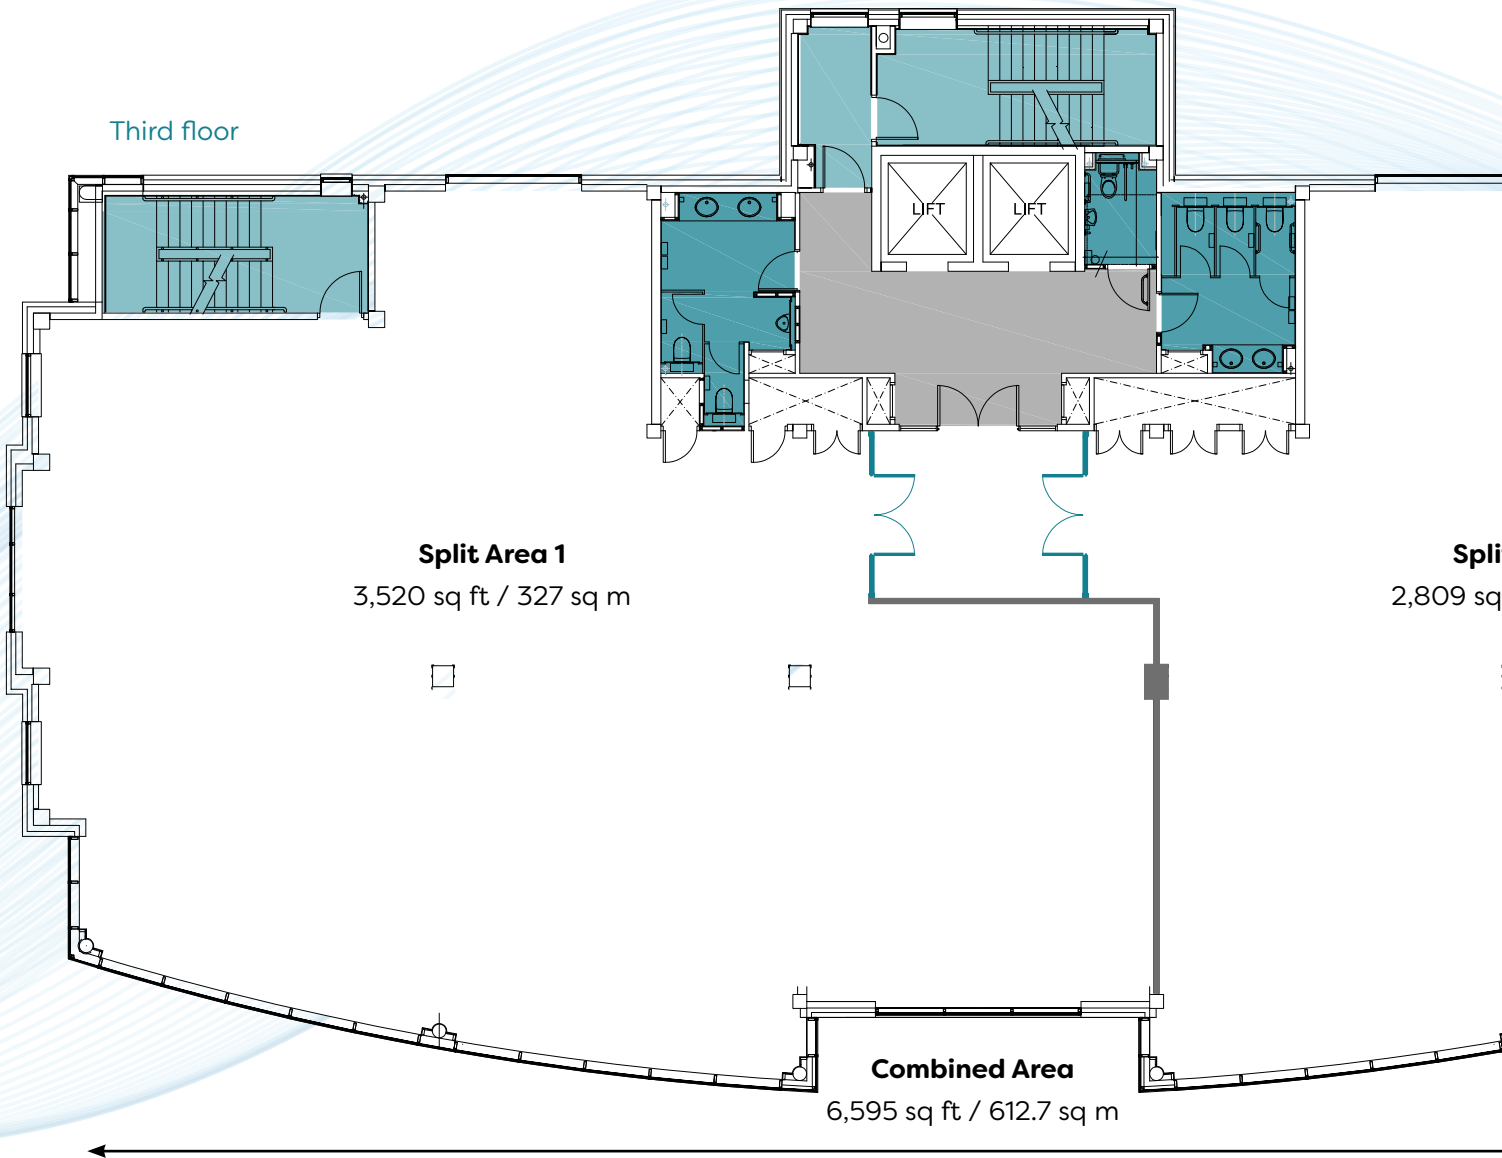 Third floor
LIFT
LIFT
Split Area 1
3,520 sq ft / 327 sq m
2,809 sq
Combined Area
6,595 sq ft / 612.7 sq m